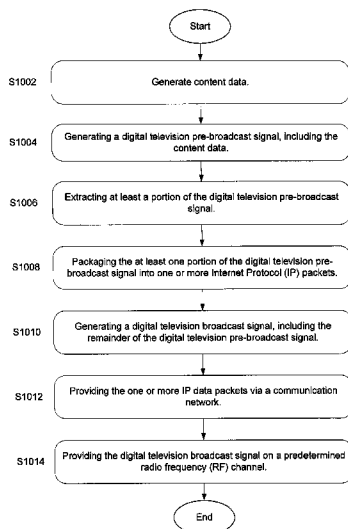 Start
S1002
Generate content data.
S1004
Generating a digital television pre-broadcast signal, including the
content data.
S1006
Extracting at least a portion of the digital television pre-broadcast
signal.
S1008
Packaging the at least one portion of the digital television pre-
broadcast signal into one or more Internet Protocol (IP) packets.
S1010
Generating a digital television broadcast signal, including the
remainder of the digital television pre-broadcast signal.
S1012
Providing the one or more IP data packets via a communication
network.
S1014
Providing the digital television broadcast signal on a predetermined
radio frequency (RF) channel.
End